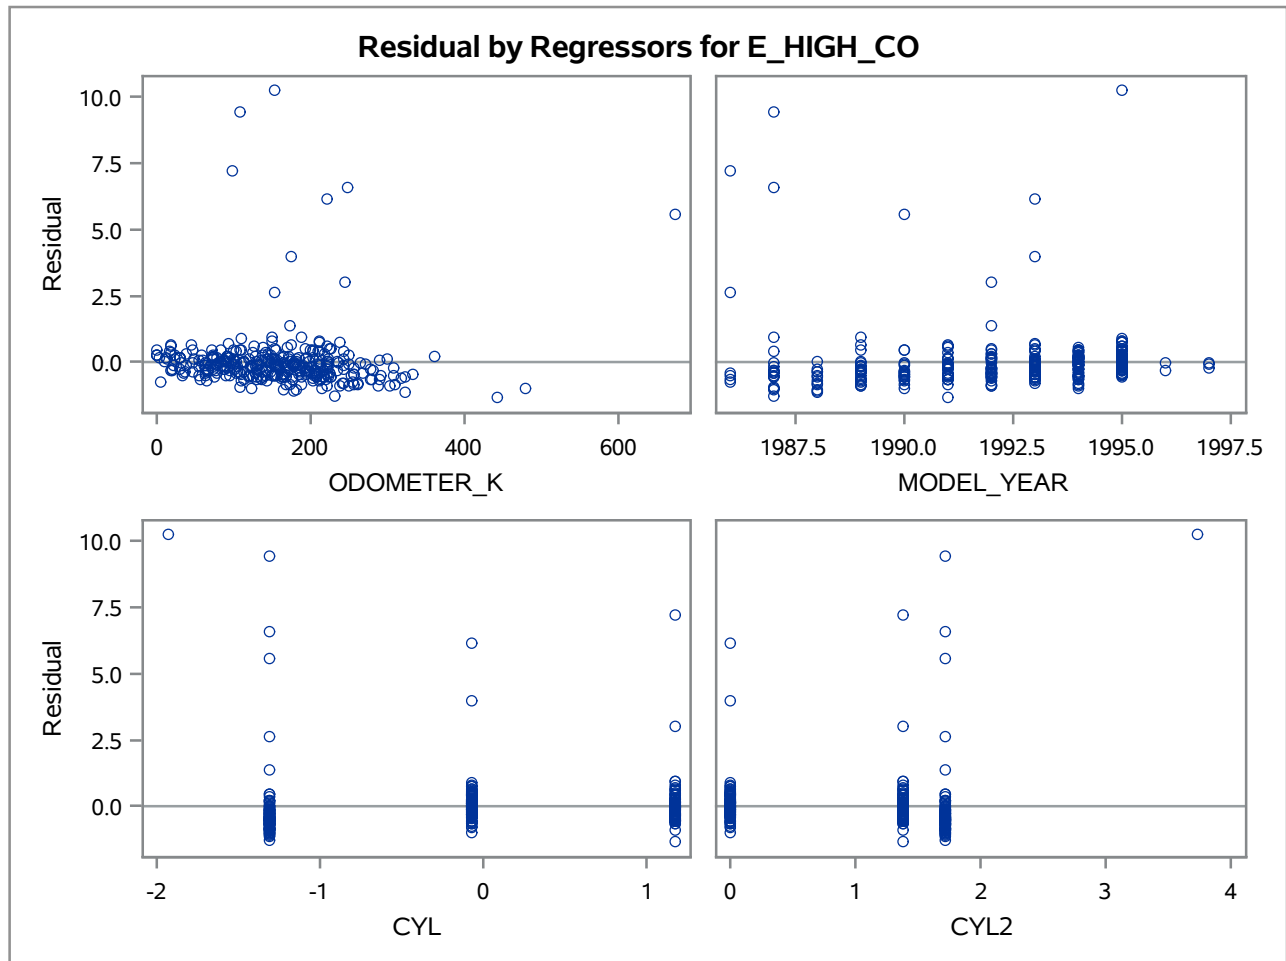 Residual by Regressors for E_HIGH_CO
10.0
7.5
5.0
2.5
0.0
Residual
0 200 400 600
ODOMETER_K
1987.5 1990.0 1992.5 1995.0 1997.5
MODEL_YEAR
10.0
7.5
5.0
2.5
0.0
Residual
-2 -1 0 1
CYL
0 1 2 3 4
CYL2